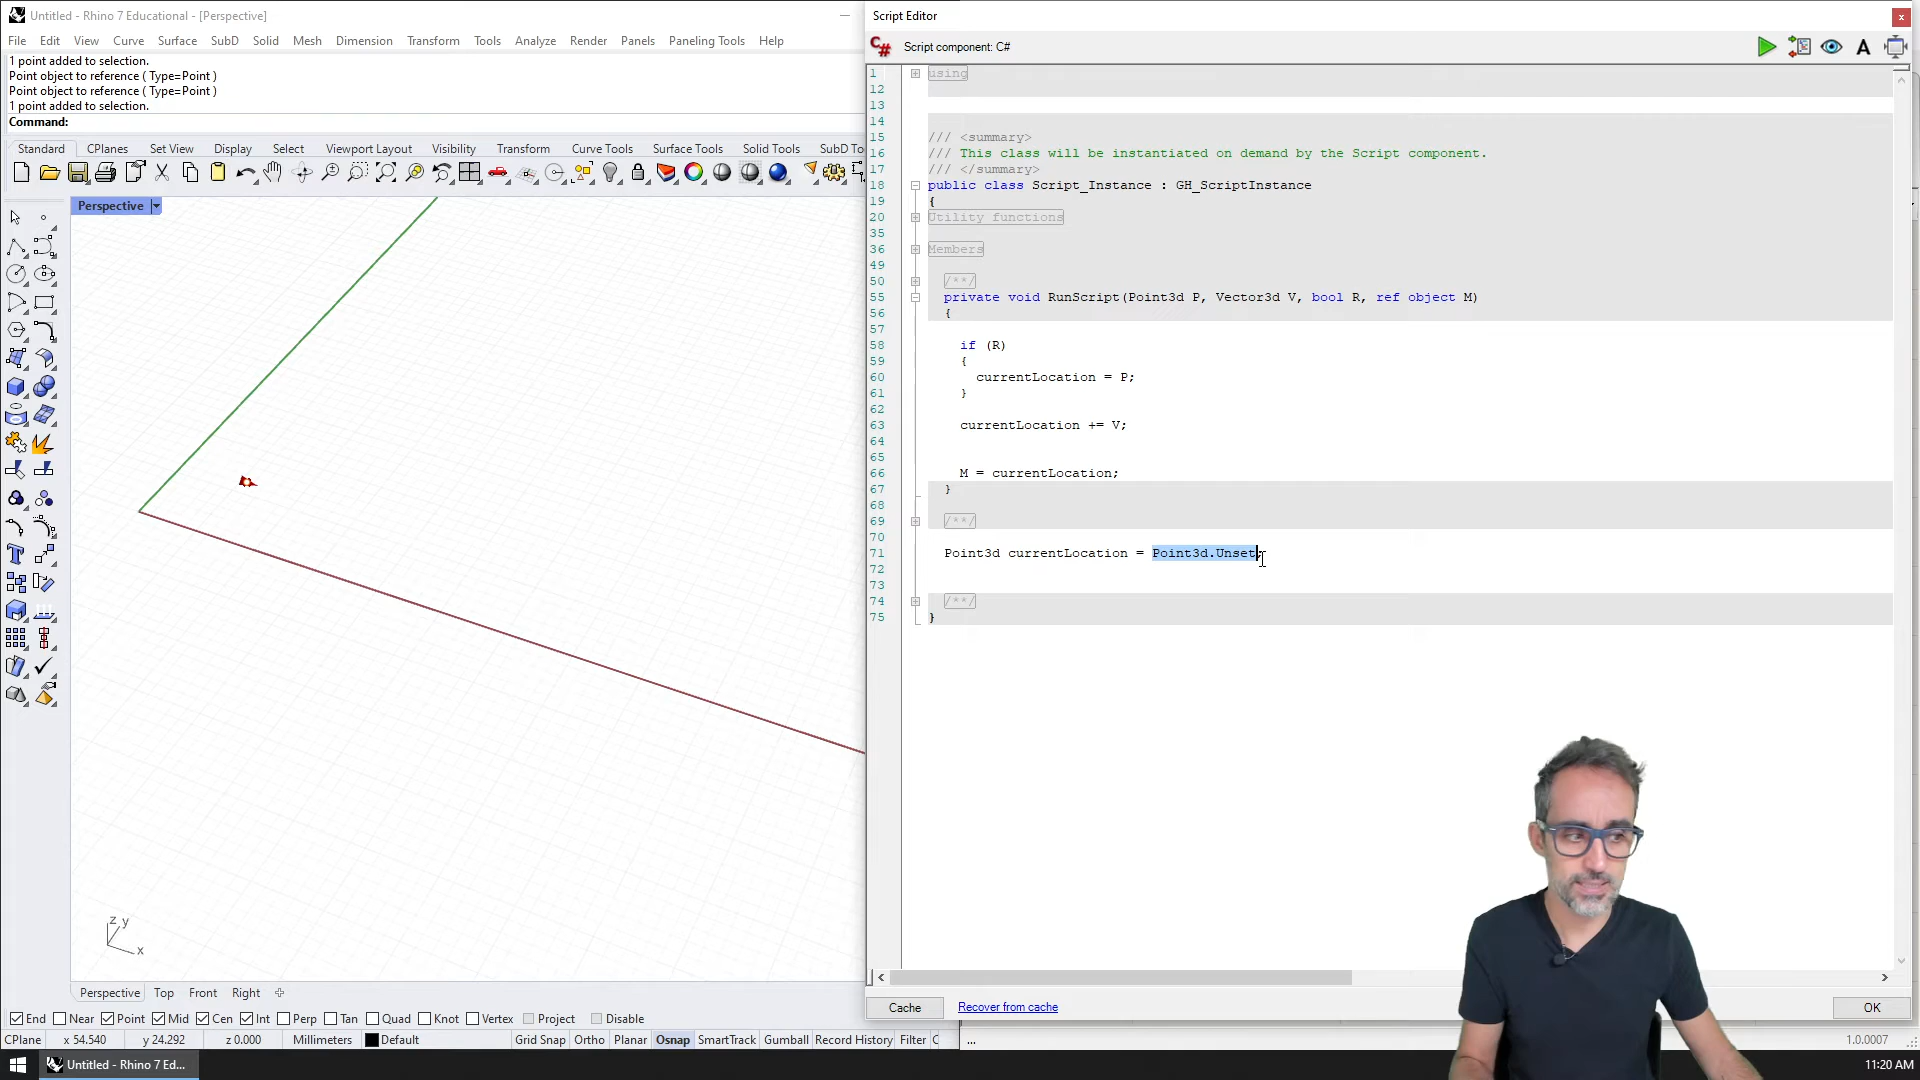 Untitled - Rhino 7 Educational - [Perspective]
File Edit View Curve Surface SubD Solid Mesh Dimension Transform Tools Analyze Render Panels Paneling Tools Help
1 point added to selection.
Point object to reference ( Type=Point )
Point object to reference ( Type=Point )
1 point added to selection.
Command:
Standard CPlanes Set View Display Select Viewport Layout Visibility Transform Curve Tools Surface Tools Solid Tools SubD To
Perspective
z y
x
Perspective Top Front Right
End Near Point Mid Cen Int Perp Tan Quad Knot Vertex Project Disable
CPlane x 54.540 y 24.292 z 0.000 Millimeters Default Grid Snap Ortho Planar Osnap SmartTrack Gumball Record History Filter C
Untitled - Rhino 7 Ed...
Script Editor
x
C# Script component: C#
A
1 using
12
13
14
15 /// <summary>
16 /// This class will be instantiated on demand by the Script component.
17 /// </summary>
18 public class Script_Instance : GH_ScriptInstance
19 {
20 Utility functions
35
36 Members
49
50 /**/
55 private void RunScript(Point3d P, Vector3d V, bool R, ref object M)
56 {
57
58 if (R)
59 {
60 currentLocation = P;
61 }
62
63 currentLocation += V;
64
65
66 M = currentLocation;
67 }
68
69 /**/
70
71 Point3d currentLocation = Point3d.Unset;
72
73
74 /**/
75 }
Cache Recover from cache OK
... 1.0.0007
11:20 AM